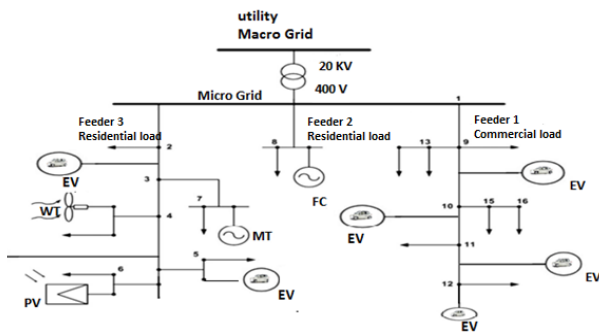 utility
Macro Grid
20 KV
400 V
Micro Grid
1
Feeder 3
Residential load
Feeder 2
Residential load
Feeder 1
Commercial load
2
8
13
9
EV
FC
EV
3
7
WT
4
MT
10
15
16
EV
11
5
6
EV
PV
EV
12
EV